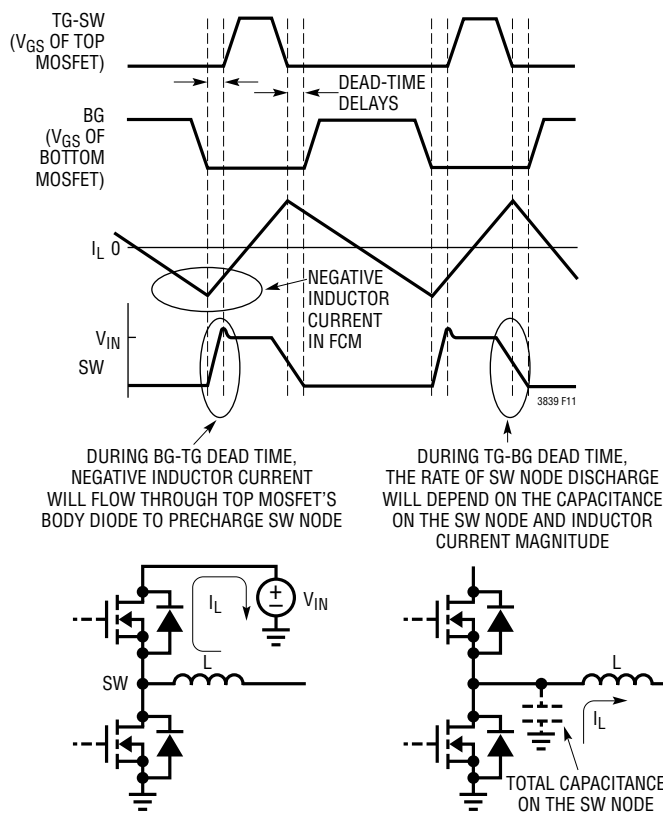 TG-SW
(VGS OF TOP
MOSFET)
DEAD-TIME
DELAYS
BG
(VGS OF
BOTTOM
MOSFET)
IL 0
NEGATIVE
INDUCTOR
CURRENT
IN FCM
VIN
SW
3839 F11
DURING BG-TG DEAD TIME,
NEGATIVE INDUCTOR CURRENT
WILL FLOW THROUGH TOP MOSFET'S
BODY DIODE TO PRECHARGE SW NODE
DURING TG-BG DEAD TIME,
THE RATE OF SW NODE DISCHARGE
WILL DEPEND ON THE CAPACITANCE
ON THE SW NODE AND INDUCTOR
CURRENT MAGNITUDE
IL
+
–
VIN
L
SW
L
IL
TOTAL CAPACITANCE
ON THE SW NODE